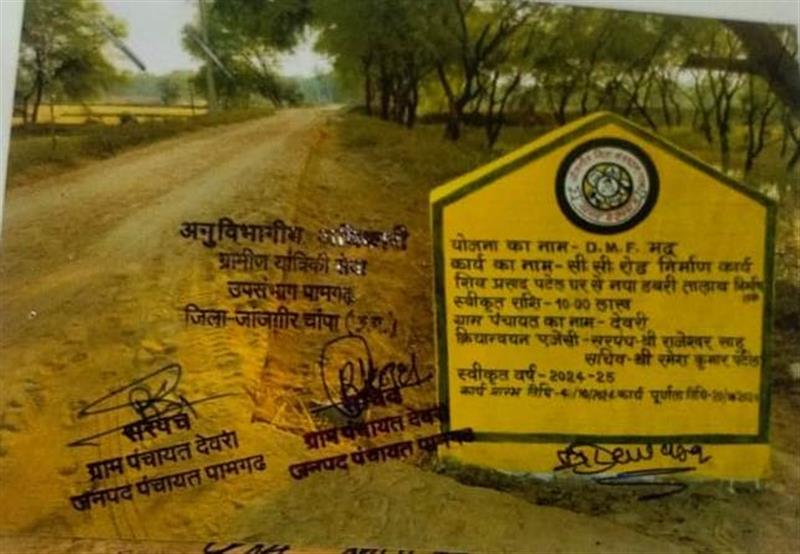 अनुविभागीय अधिकारी
ग्रामीण यांत्रिकी सेवा
उपसंभाग पामगढ़
जिला-जांजगीर चांपा (छ.ग.)
योजना का नाम- D.M.F. मद
कार्य का नाम- सी.सी रोड निर्माण कार्य
शिव प्रसाद पटेल घर से नया डबरी तालाब निर्माण
स्वीकृत राशि- 10.00 लाख
ग्राम पंचायत का नाम- देवरी
क्रियान्वयन एजेंसी- सरपंच-श्री राजेश्वर साहू
सचिव-श्री रमेश कुमार पटेल
स्वीकृत वर्ष-2024-25
कार्य प्रारम्भ तिथि- कार्य पूर्णता तिथि-
सरपंच
ग्राम पंचायत देवरी
जनपद पंचायत पामगढ
सचिव
ग्राम पंचायत देवरी
जनपद पंचायत पामगढ